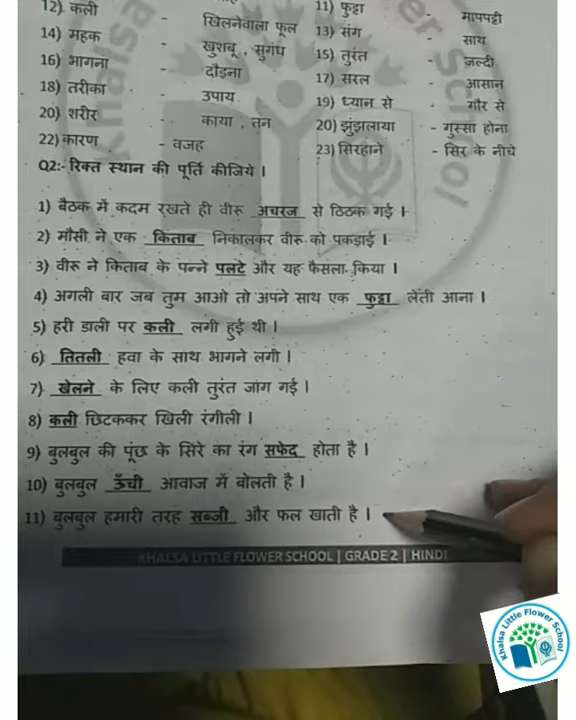 12). कली - खिलनेवाला फूल 11) फुट्टा - मापपट्टी
14) महक - खुशबू , सुगंध 13) संग - साथ
16) भागना - दौड़ना 15) तुरंत - ज़ल्दी
18) तरीका - उपाय 17) सरल - आसान
20) शरीर - काया , तन 19) ध्यान से - गौर से
22) कारण - वजह 20) झुंझलाया - गुस्सा होना
23) सिरहाने - सिर के नीचे
Q2:- रिक्त स्थान की पूर्ति कीजिये ।
1) बैठक में कदम रखते ही वीरू अचरज से ठिठक गई ।
2) मौसी ने एक किताब निकालकर वीरू को पकड़ाई ।
3) वीरू ने किताब के पन्ने पलटे और यह फैसला किया ।
4) अगली बार जब तुम आओ तो अपने साथ एक फुट्टा लेती आना ।
5) हरी डाली पर कली लगी हुई थी ।
6) तितली हवा के साथ भागने लगी ।
7) खेलने के लिए कली तुरंत जांग गई ।
8) कली छिटककर खिली रंगीली ।
9) बुलबुल की पूंछ के सिरे का रंग सफेद होता है ।
10) बुलबुल ऊँची आवाज में बोलती है ।
11) बुलबुल हमारी तरह सब्जी और फल खाती है ।
KHALSA LITTLE FLOWER SCHOOL | GRADE 2 | HINDI
Khalsa Little Flower School